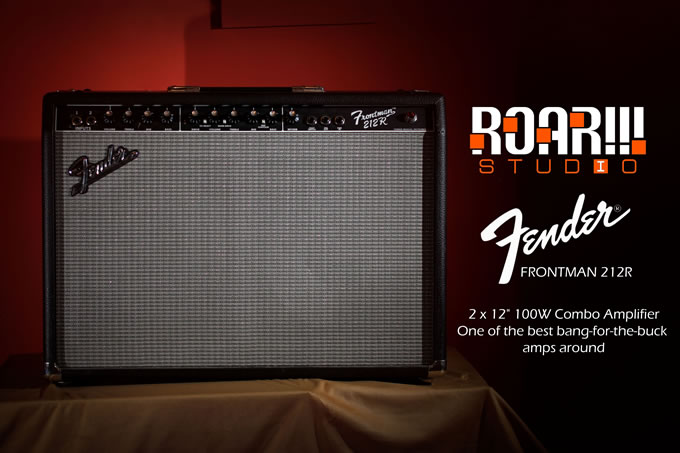 INPUTS
Frontman
212R
Fender
ROAR!!!
STUDIO
Fender®
FRONTMAN 212R
2 x 12" 100W Combo Amplifier
One of the best bang-for-the-buck
amps around